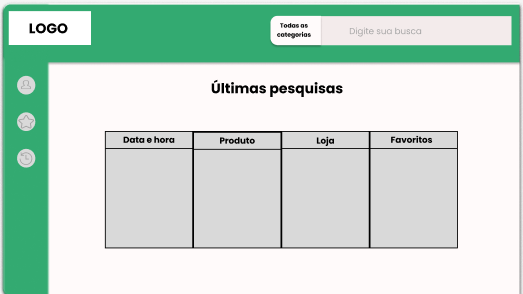 LOGO
Todas as
categorias
Digite sua busca
Últimas pesquisas
Data e hora
Produto
Loja
Favoritos